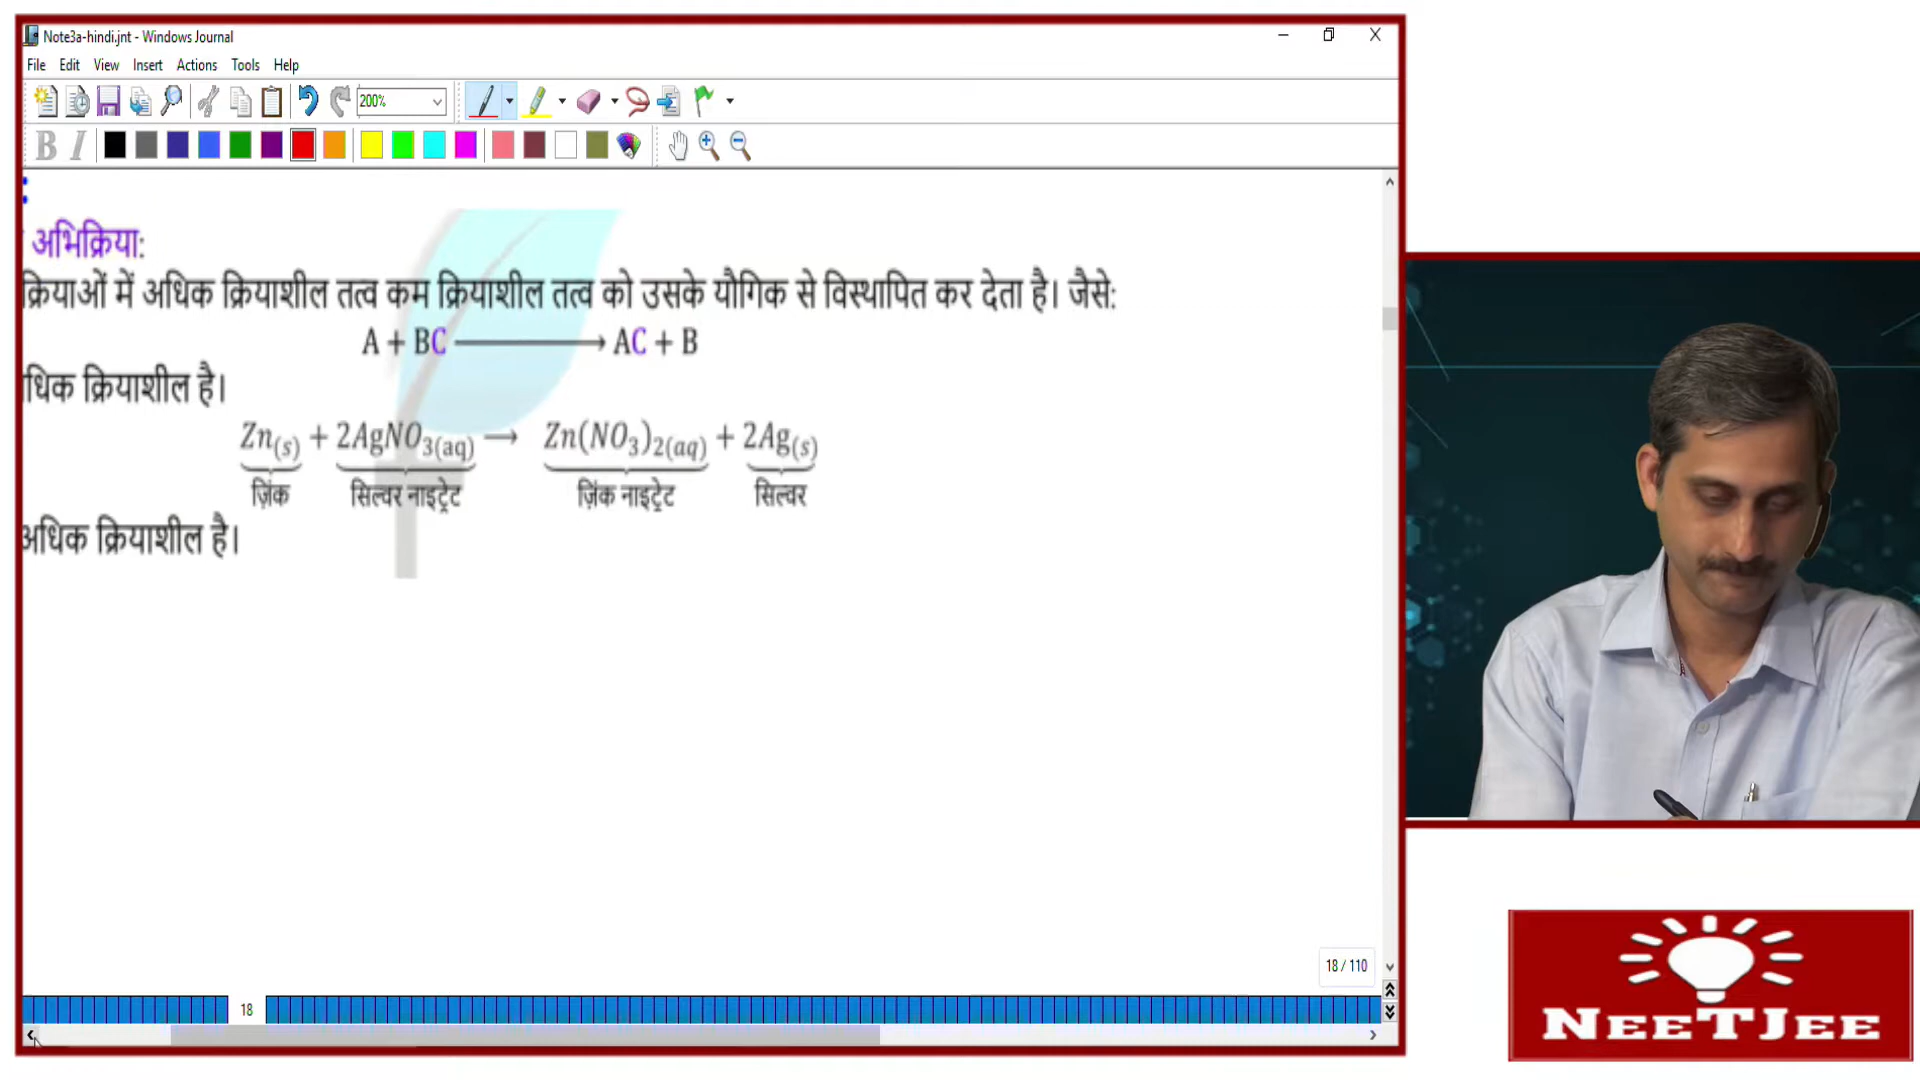 Note3a-hindi.jnt - Windows Journal
File Edit View Insert Actions Tools Help
200%
B I
अभिक्रिया:
क्रियाओं में अधिक क्रियाशील तत्व कम क्रियाशील तत्व को उसके यौगिक से विस्थापित कर देता है। जैसे:
A + BC ⟶ AC + B
धिक क्रियाशील है।
Zn(s) + 2AgNO₃(aq) → Zn(NO₃)₂(aq) + 2Ag(s)
ज़िंक सिल्वर नाइट्रेट ज़िंक नाइट्रेट सिल्वर
अधिक क्रियाशील है।
18 / 110
18
NEETJEE